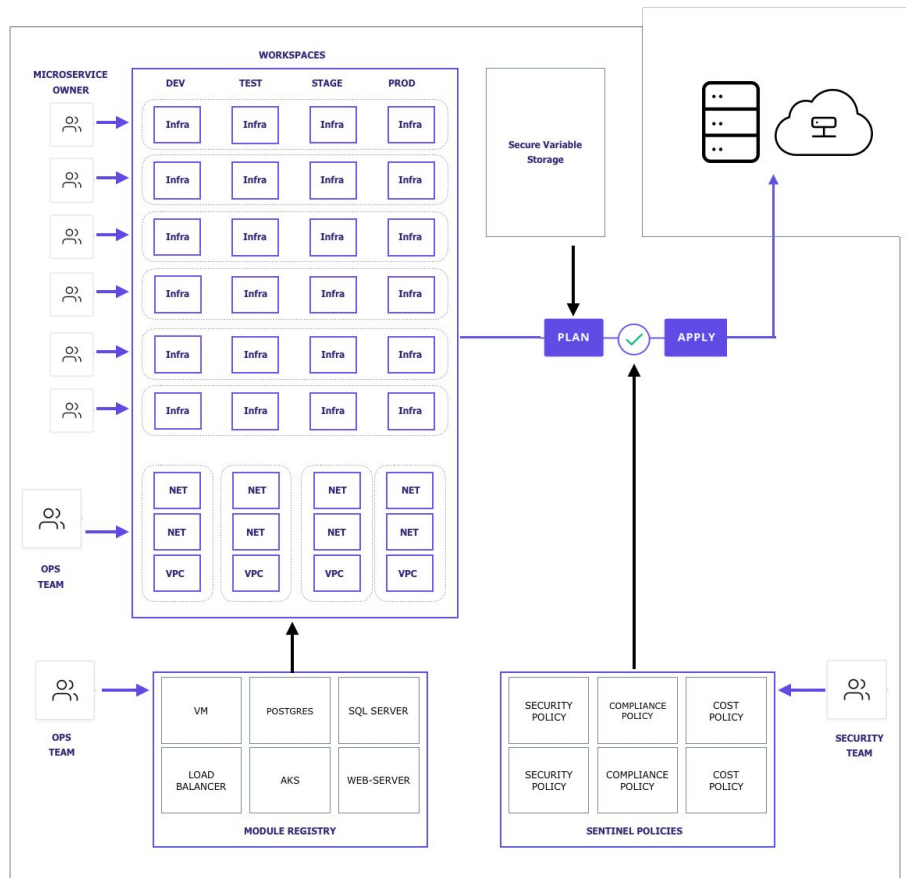 WORKSPACES
MICROSERVICE
OWNER
DEV TEST STAGE PROD
Infra Infra Infra Infra
Infra Infra Infra Infra
Infra Infra Infra Infra
Infra Infra Infra Infra
Infra Infra Infra Infra
Infra Infra Infra Infra
NET NET NET NET
NET NET NET NET
VPC VPC VPC VPC
OPS
TEAM
Secure Variable
Storage
PLAN
APPLY
OPS
TEAM
VM POSTGRES SQL SERVER
LOAD
BALANCER
AKS
WEB-SERVER
MODULE REGISTRY
SECURITY
POLICY
COMPLIANCE
POLICY
COST
POLICY
SECURITY
POLICY
COMPLIANCE
POLICY
COST
POLICY
SENTINEL POLICIES
SECURITY
TEAM